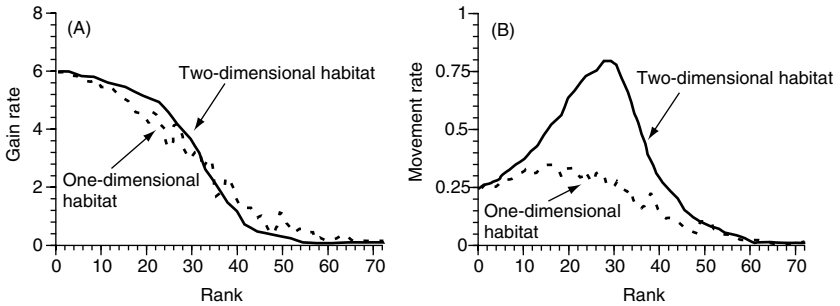 (A)
8
6
4
2
0
Gain rate
Two-dimensional habitat
One-dimensional
habitat
0 10 20 30 40 50 60 70
Rank
(B)
1
0.75
0.5
0.25
0
Movement rate
Two-dimensional habitat
One-dimensional
habitat
0 10 20 30 40 50 60 70
Rank